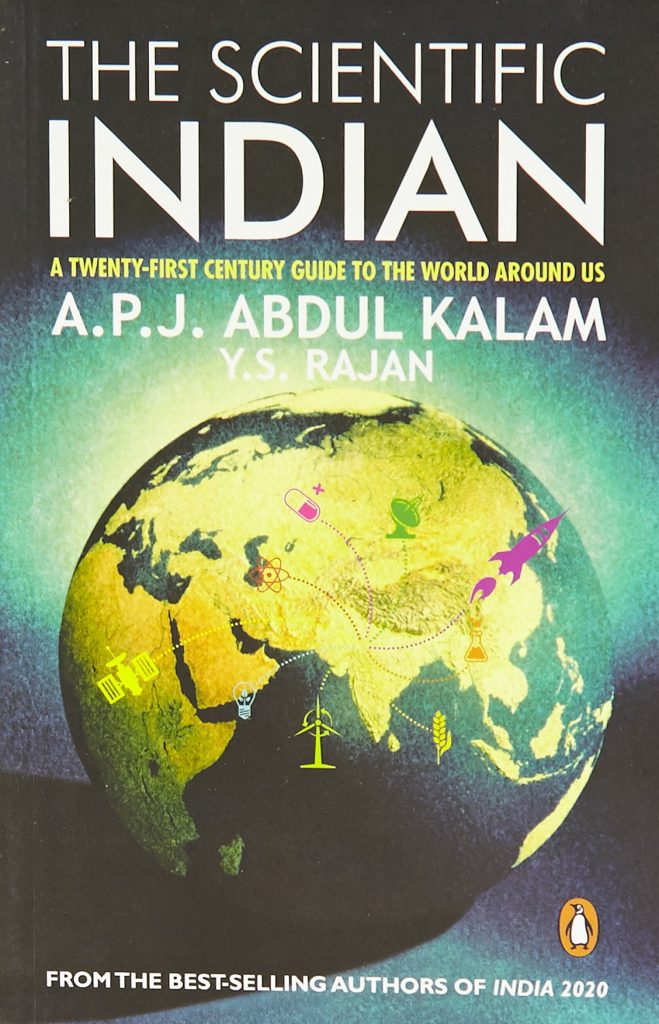 THE SCIENTIFIC
INDIAN
A TWENTY-FIRST CENTURY GUIDE TO THE WORLD AROUND US
A.P.J. ABDUL KALAM
Y.S. RAJAN
FROM THE BEST-SELLING AUTHORS OF INDIA 2020